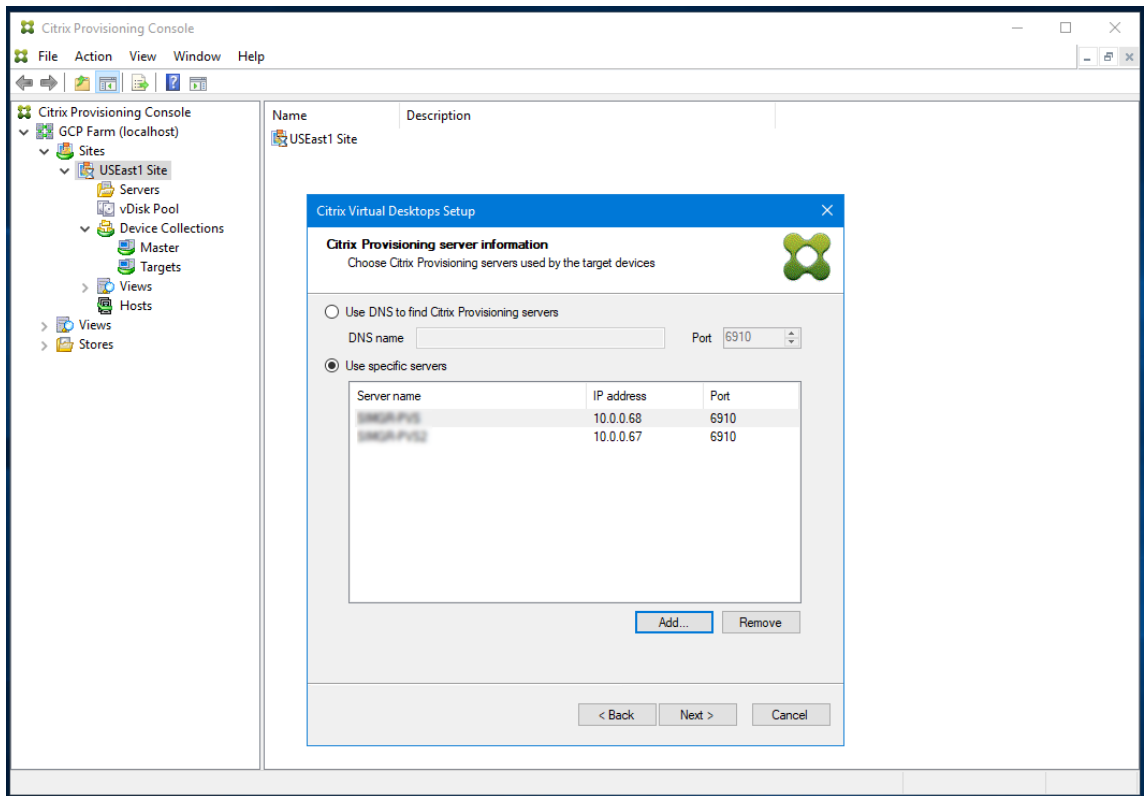 Citrix Provisioning Console
File Action View Window Help
Citrix Provisioning Console
GCP Farm (localhost)
Sites
USEast1 Site
Servers
vDisk Pool
Device Collections
Master
Targets
Views
Hosts
Views
Stores
Name Description
USEast1 Site
Citrix Virtual Desktops Setup
Citrix Provisioning server information
Choose Citrix Provisioning servers used by the target devices
Use DNS to find Citrix Provisioning servers
DNS name Port 6910
Use specific servers
Server name IP address Port
10.0.0.68 6910
10.0.0.67 6910
Add... Remove
< Back Next > Cancel